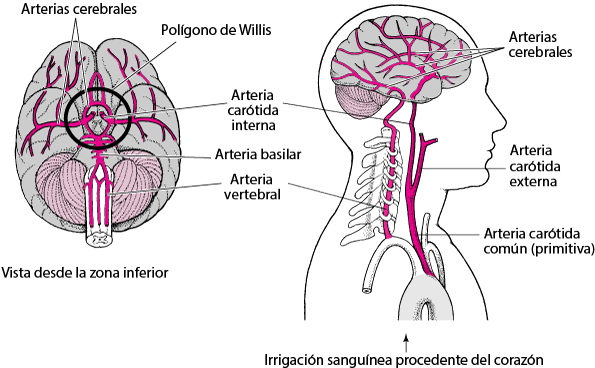 Arterias cerebrales
Polígono de Willis
Arteria
carótida
interna
Arteria basilar
Arteria
vertebral
Vista desde la zona inferior
Arterias
cerebrales
Arteria
carótida
externa
Arteria carótida
común (primitiva)
Irrigación sanguínea procedente del corazón